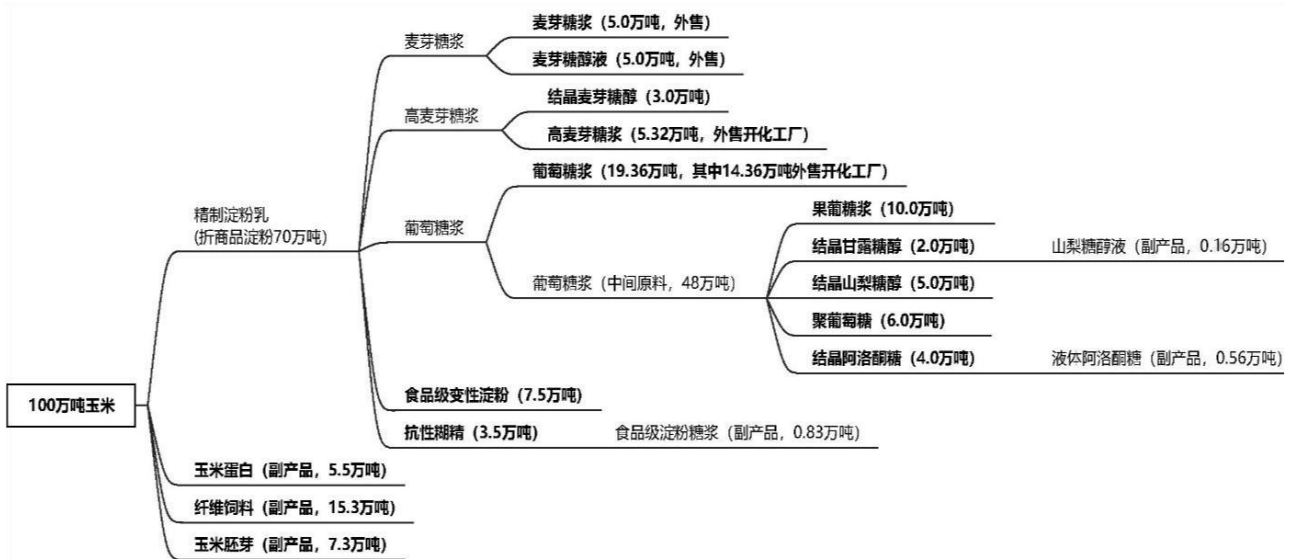 麦芽糖浆（5.0万吨，外售）
麦芽糖浆
麦芽糖醇液（5.0万吨，外售）
结晶麦芽糖醇（3.0万吨）
高麦芽糖浆
高麦芽糖浆（5.32万吨，外售开化工厂）
葡萄糖浆（19.36万吨，其中14.36万吨外售开化工厂）
精制淀粉乳
(折商品淀粉70万吨）
葡萄糖浆
果葡糖浆（10.0万吨）
结晶甘露糖醇（2.0万吨）
山梨糖醇液（副产品，0.16万吨）
葡萄糖浆（中间原料，48万吨）
结晶山梨糖醇（5.0万吨）
聚葡萄糖（6.0万吨）
结晶阿洛酮糖（4.0万吨）
液体阿洛酮糖（副产品，0.56万吨）
100万吨玉米
食品级变性淀粉（7.5万吨）
抗性糊精（3.5万吨）
食品级淀粉糖浆（副产品，0.83万吨）
玉米蛋白（副产品，5.5万吨）
纤维饲料（副产品，15.3万吨）
玉米胚芽（副产品，7.3万吨）